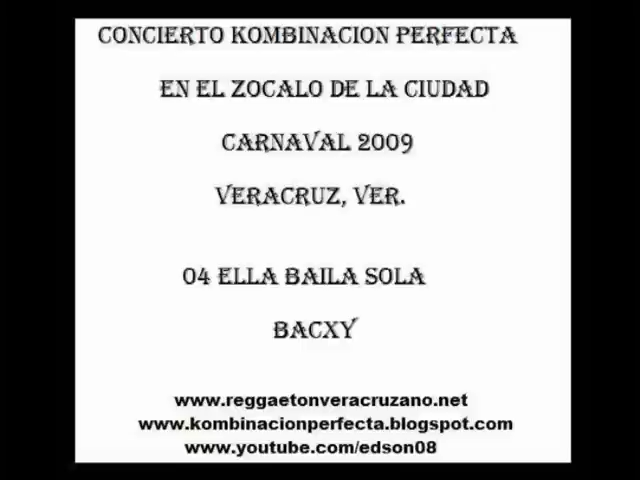 CONCIERTO KOMBINACION PERFECTA
EN EL ZOCALO DE LA CIUDAD
CARNAVAL 2009
VERACRUZ, VER.
04 ELLA BAILA SOLA
BACXY
www.reggaetonveracruzano.net
www.kombinacionperfecta.blogspot.com
www.youtube.com/edson08